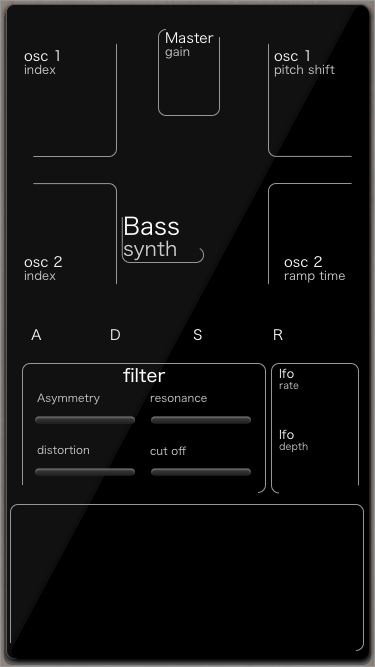 Master
gain
osc 1
index
osc 1
pitch shift
Bass
synth
osc 2
index
osc 2
ramp time
A D S R
filter
Asymmetry
resonance
distortion
cut off
lfo
rate
lfo
depth